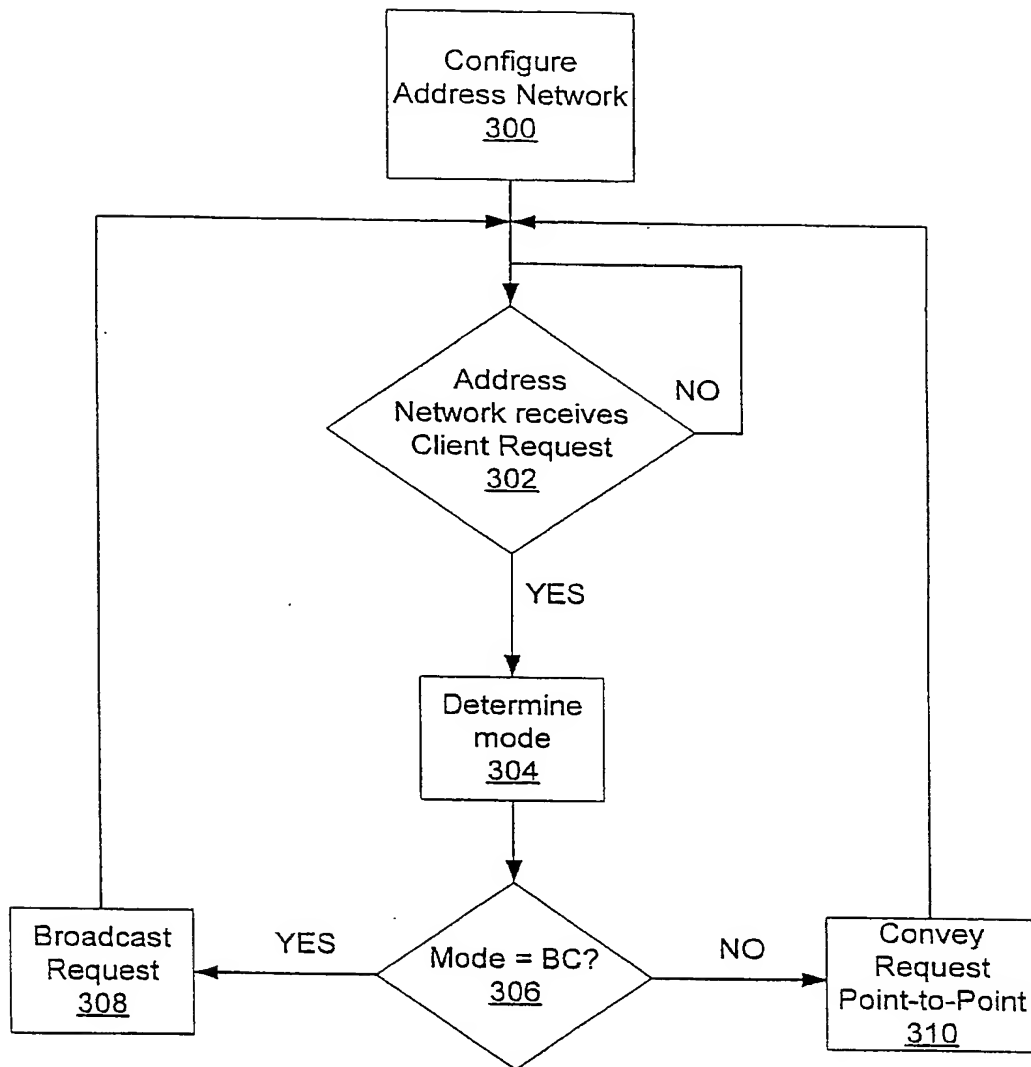 Configure
Address Network
300
Address
Network receives
Client Request
302
NO
YES
Determine
mode
304
Mode = BC?
306
YES
NO
Broadcast
Request
308
Convey
Request
Point-to-Point
310